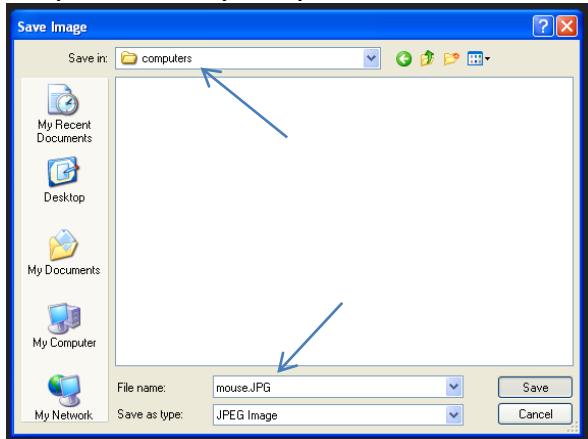 Save Image
Save in:
computers
My Recent
Documents
Desktop
My Documents
My Computer
My Network
File name:
mouse.JPG
Save
Save as type:
JPEG Image
Cancel